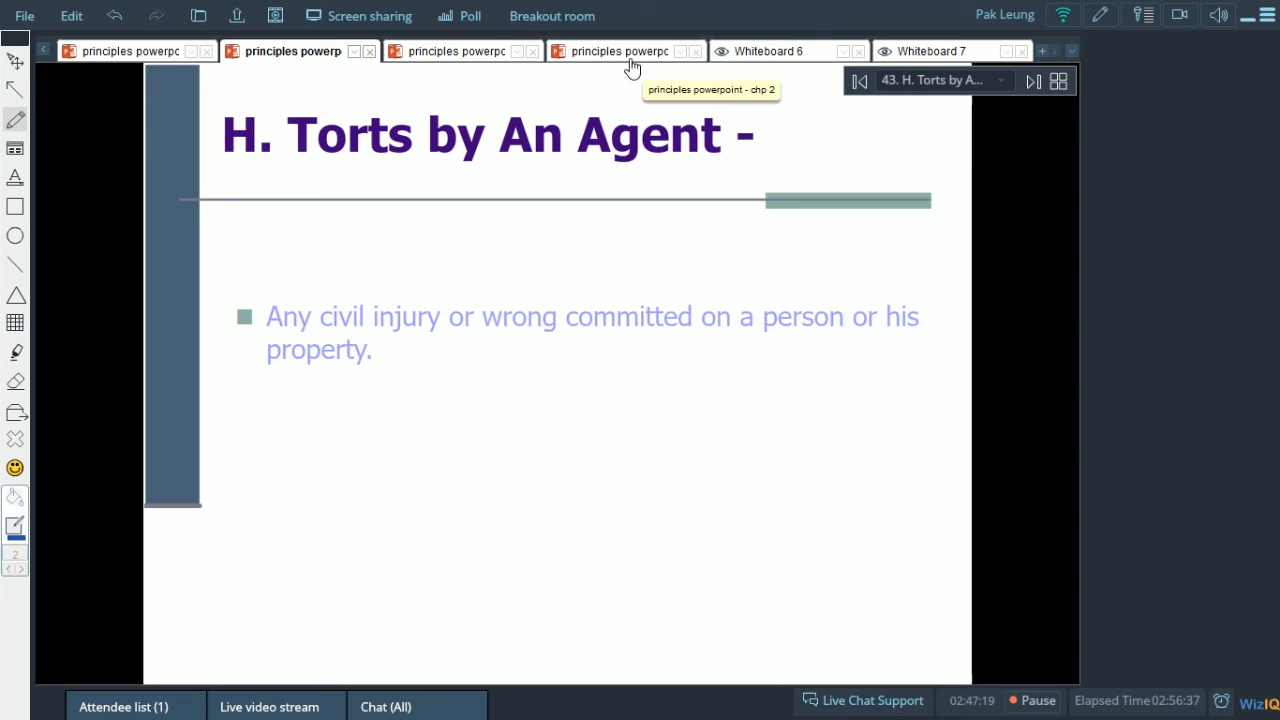 File Edit Screen sharing Poll Breakout room Pak Leung
principles powerpc principles powerp principles powerpc principles powerpc Whiteboard 6 Whiteboard 7
43. H. Torts by A...
principles powerpoint - chp 2
H. Torts by An Agent -
Any civil injury or wrong committed on a person or his
property.
2
Attendee list (1) Live video stream Chat (All) Live Chat Support 02:47:19 Pause Elapsed Time 02:56:37 WizIQ